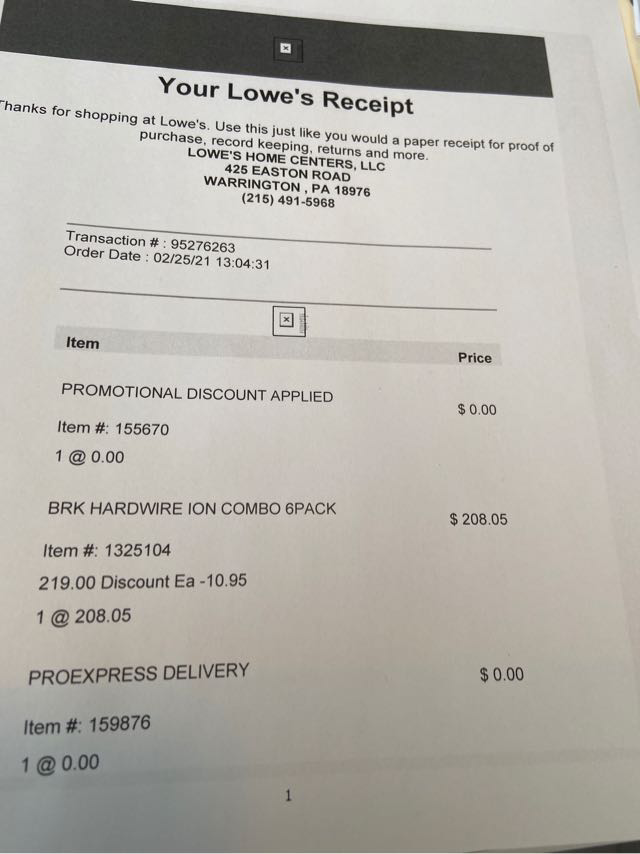 Your Lowe's Receipt
Thanks for shopping at Lowe's. Use this just like you would a paper receipt for proof of
purchase, record keeping, returns and more.
LOWE'S HOME CENTERS, LLC
425 EASTON ROAD
WARRINGTON , PA 18976
(215) 491-5968
Transaction # : 95276263
Order Date : 02/25/21 13:04:31
Item Price
PROMOTIONAL DISCOUNT APPLIED $ 0.00
Item #: 155670
1 @ 0.00
BRK HARDWIRE ION COMBO 6PACK $ 208.05
Item #: 1325104
219.00 Discount Ea -10.95
1 @ 208.05
PROEXPRESS DELIVERY $ 0.00
Item #: 159876
1 @ 0.00
1